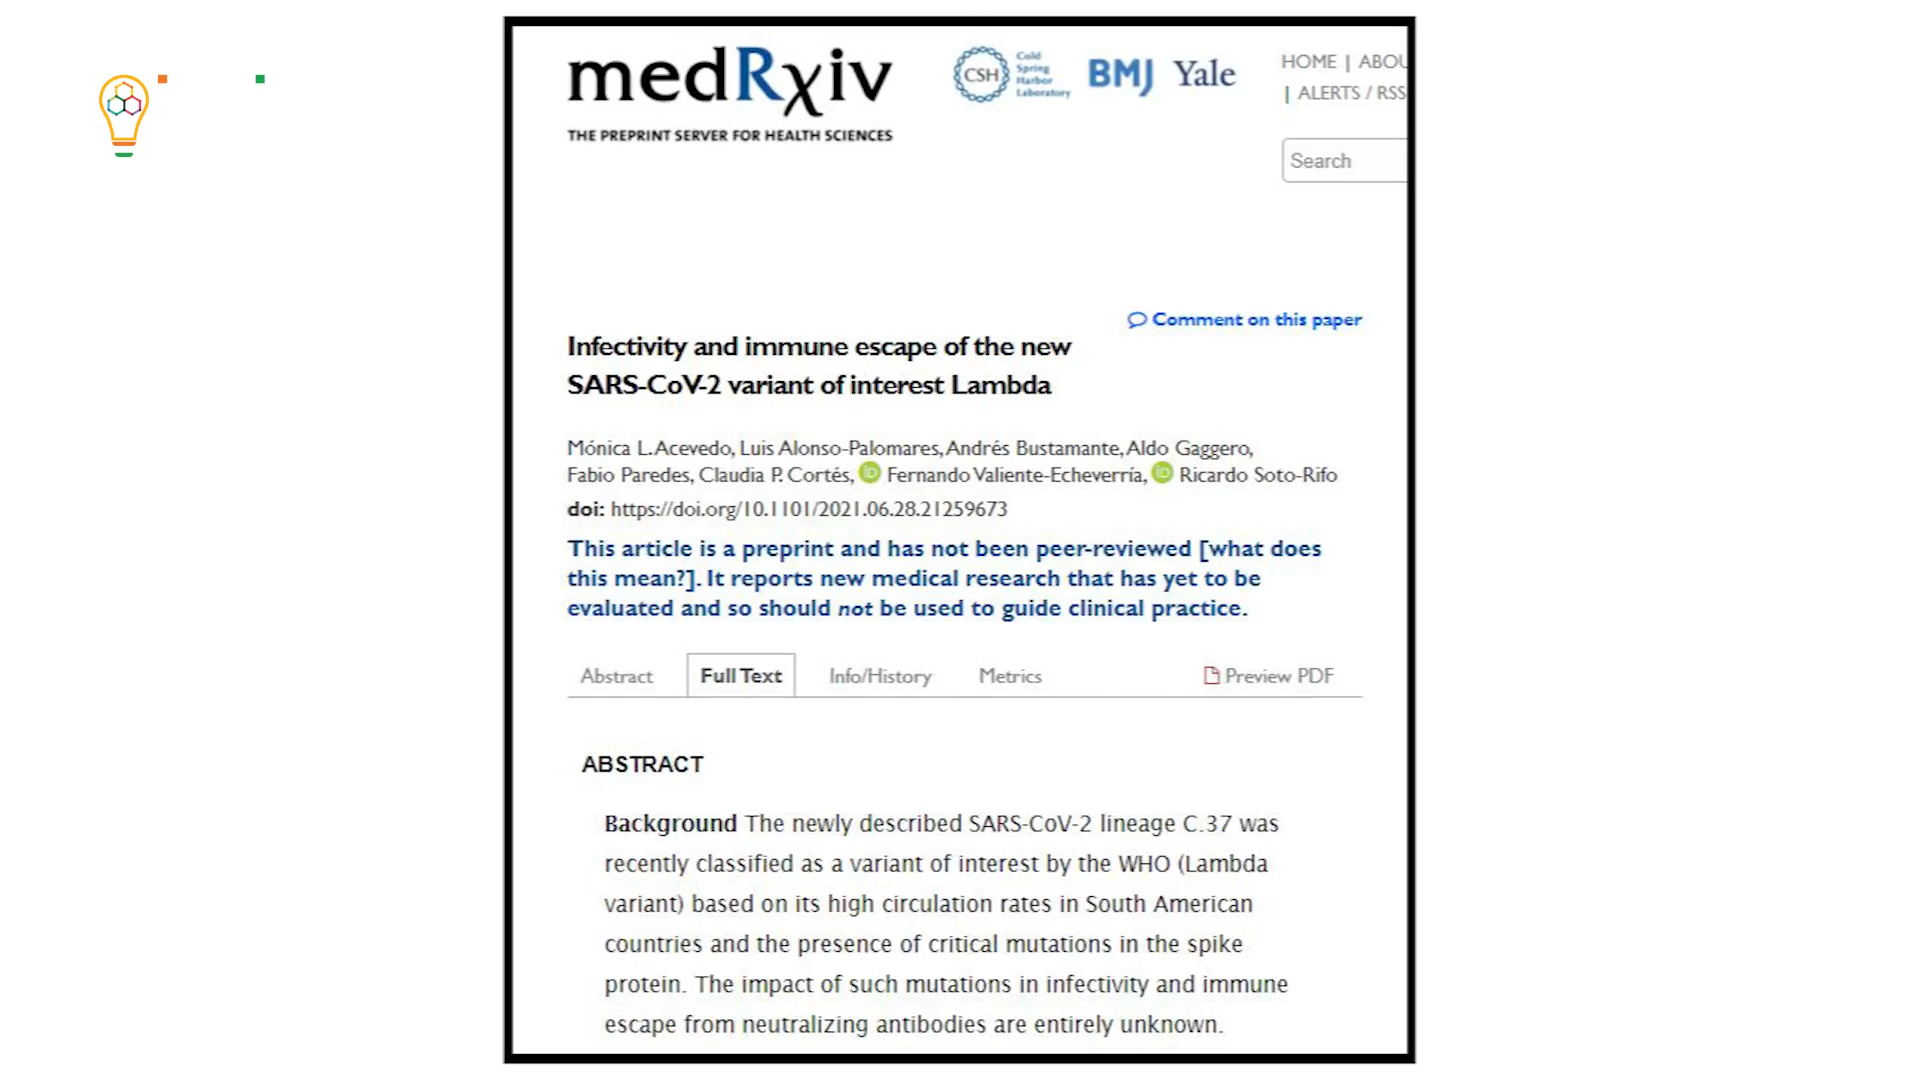 medRxiv
THE PREPRINT SERVER FOR HEALTH SCIENCES
CSH Cold
Spring
Harbor
Laboratory
BMJ Yale
HOME | ABOU
| ALERTS / RSS
Search
Comment on this paper
Infectivity and immune escape of the new
SARS-CoV-2 variant of interest Lambda
Mónica L. Acevedo, Luis Alonso-Palomares, Andrés Bustamante, Aldo Gaggero,
Fabio Paredes, Claudia P. Cortés, iD Fernando Valiente-Echeverría, iD Ricardo Soto-Rifo
doi: https://doi.org/10.1101/2021.06.28.21259673
This article is a preprint and has not been peer-reviewed [what does
this mean?]. It reports new medical research that has yet to be
evaluated and so should not be used to guide clinical practice.
Abstract Full Text Info/History Metrics Preview PDF
ABSTRACT
Background The newly described SARS-CoV-2 lineage C.37 was
recently classified as a variant of interest by the WHO (Lambda
variant) based on its high circulation rates in South American
countries and the presence of critical mutations in the spike
protein. The impact of such mutations in infectivity and immune
escape from neutralizing antibodies are entirely unknown.